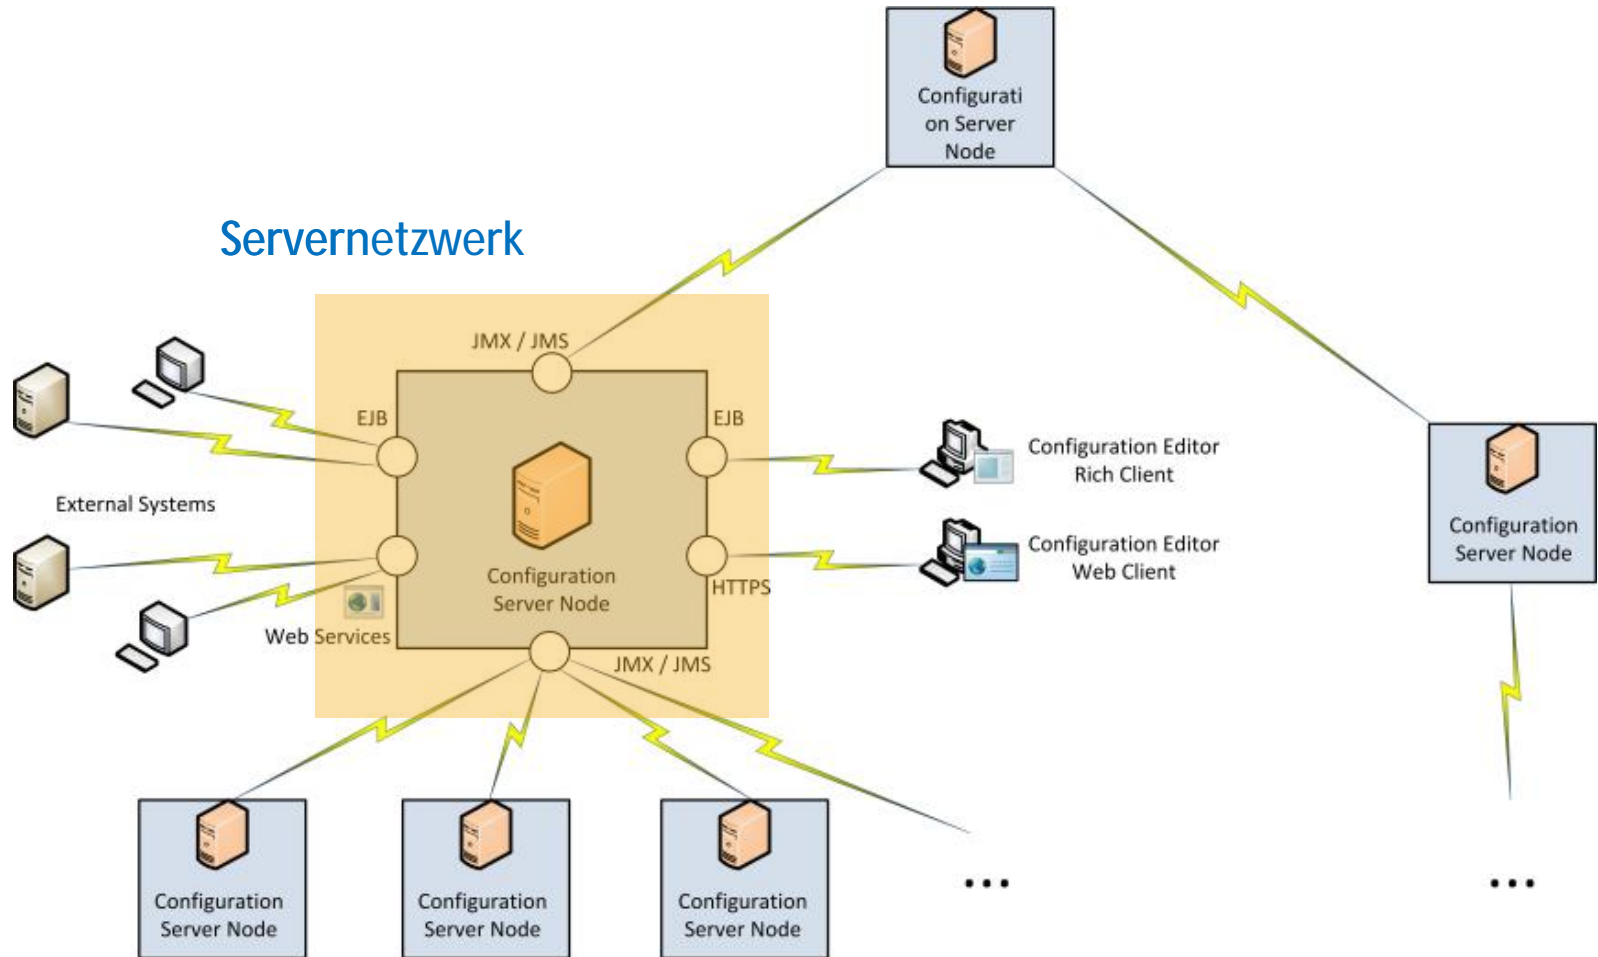 Configurati
on Server
Node
Servernetzwerk
JMX / JMS
EJB
EJB
Configuration Editor
Rich Client
External Systems
Configuration
Server Node
Configuration Editor
Web Client
Configuration
Server Node
HTTPS
Web Services
JMX / JMS
...
...
Configuration
Server Node
Configuration
Server Node
Configuration
Server Node